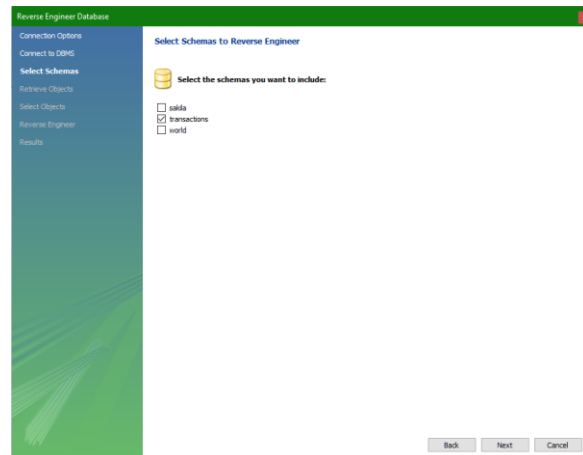 Reverse Engineer Database
Connection Options
Connect to DBMS
Select Schemas
Retrieve Objects
Select Objects
Reverse Engineer
Results
Select Schemas to Reverse Engineer
Select the schemas you want to include:
sakila
transactions
world
Back Next Cancel